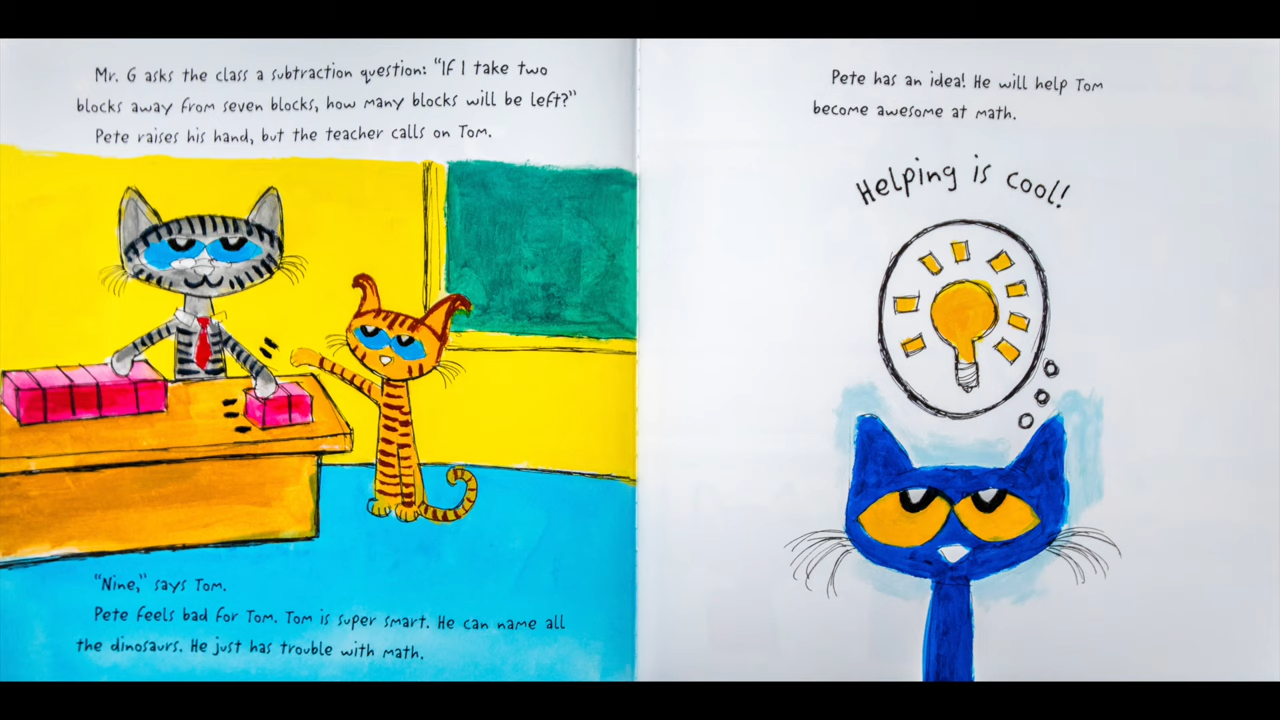 Mr. G asks the class a subtraction question: "If I take two
blocks away from seven blocks, how many blocks will be left?"
Pete raises his hand, but the teacher calls on Tom.
"Nine," says Tom.
Pete feels bad for Tom. Tom is super smart. He can name all
the dinosaurs. He just has trouble with math.
Pete has an idea! He will help Tom
become awesome at math.
Helping is cool!